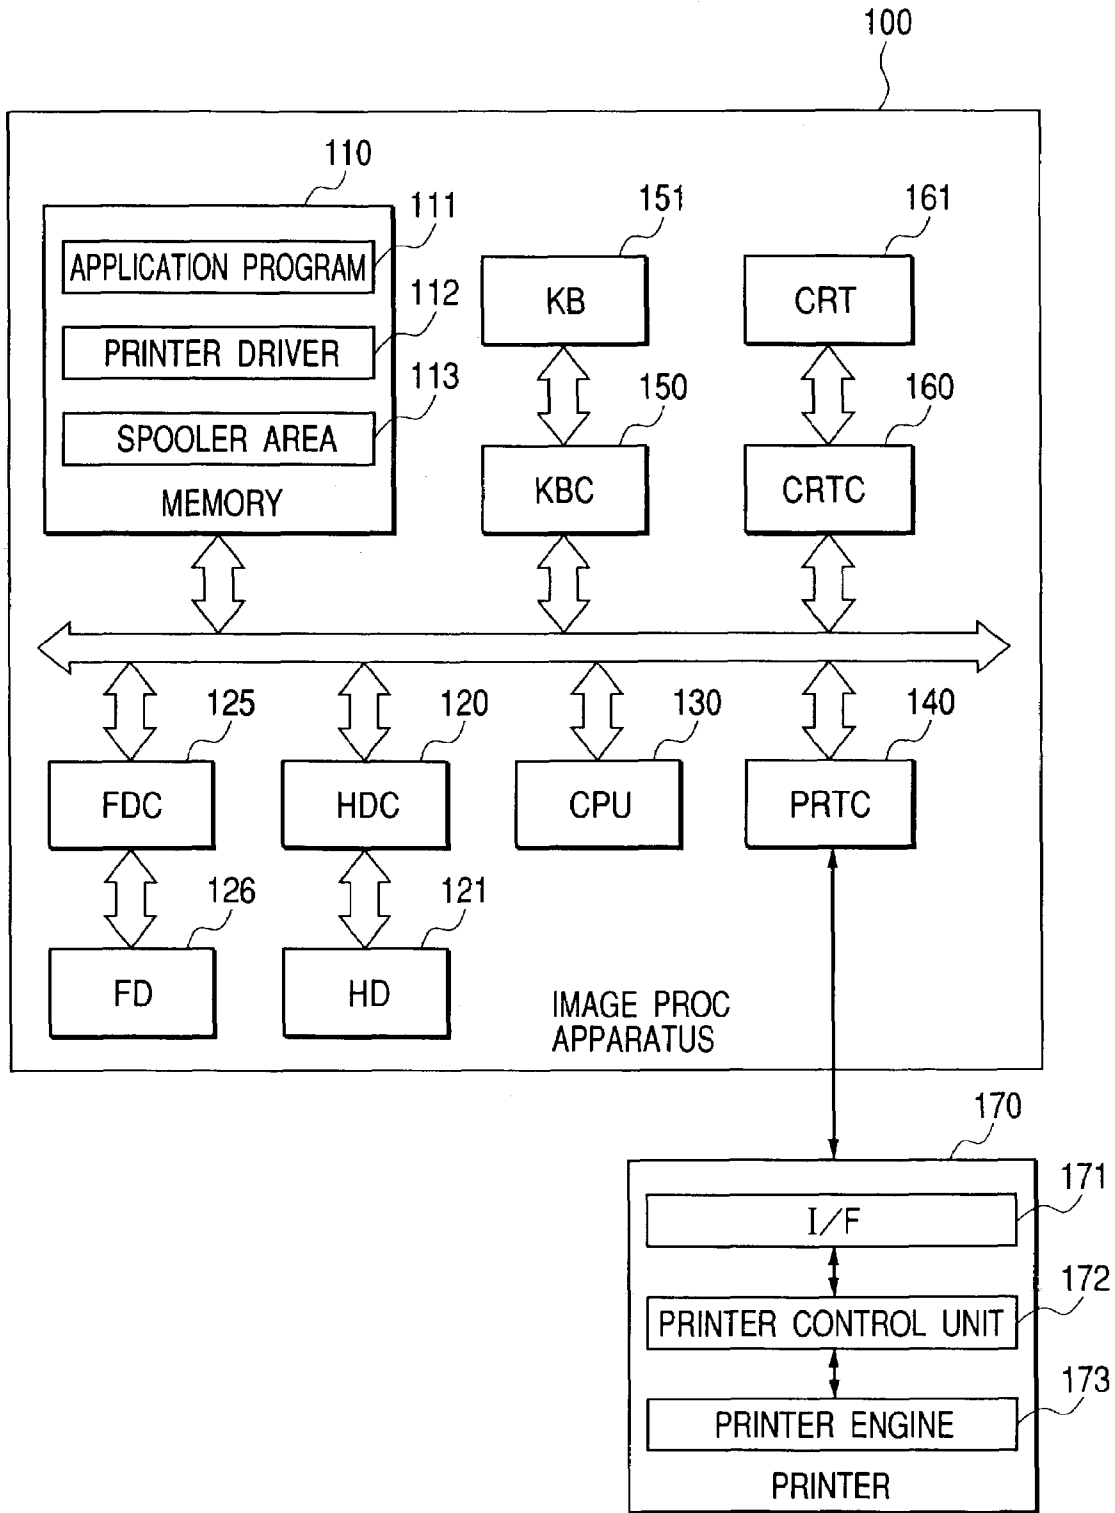 100
110
111
APPLICATION PROGRAM
112
PRINTER DRIVER
113
SPOOLER AREA
MEMORY
151
KB
150
KBC
161
CRT
160
CRTC
125
FDC
120
HDC
130
CPU
140
PRTC
126
FD
121
HD
IMAGE PROC
APPARATUS
170
171
I/F
172
PRINTER CONTROL UNIT
173
PRINTER ENGINE
PRINTER